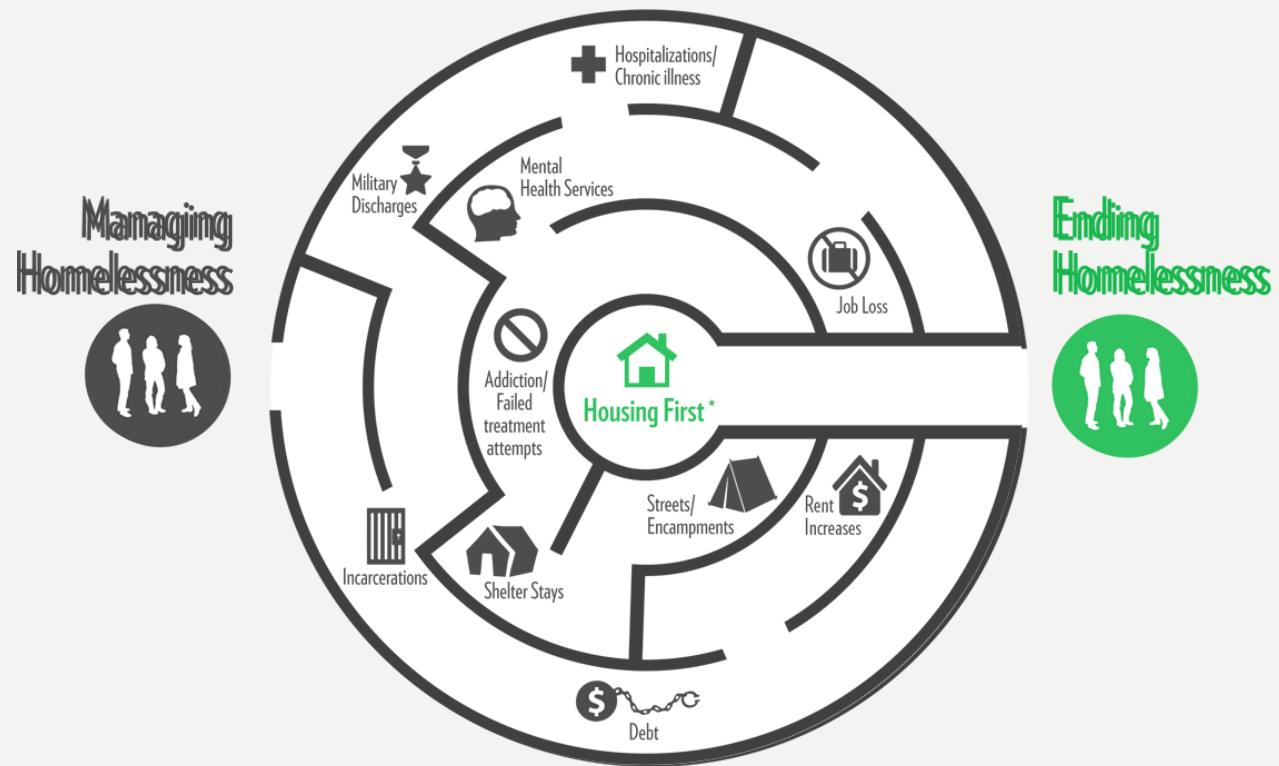 Hospitalizations/
Chronic illness
Military
Discharges
Mental
Health Services
Managiing
Homelessness
Ending
Homelessness
Job Loss
Addiction/
Failed
treatment
attempts
Housing First *
Streets/
Encampments
Rent
Increases
$
Incarcerations
Shelter Stays
$
Debt